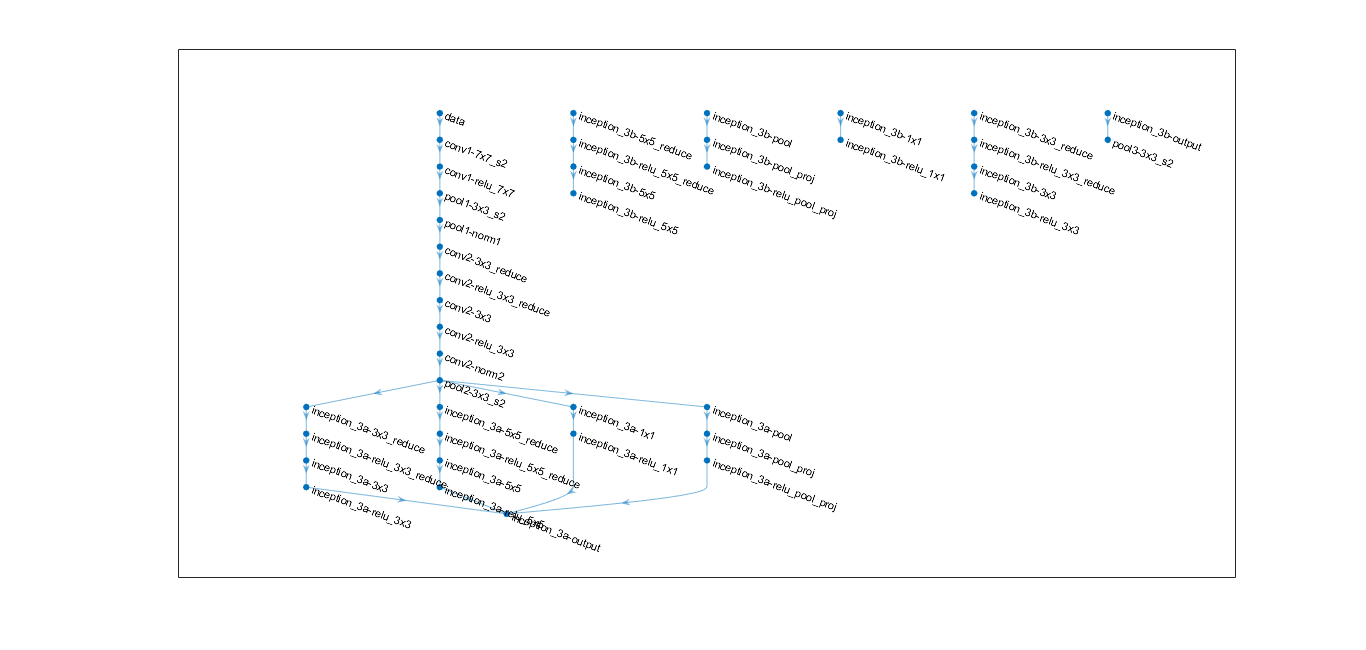 data
conv1-7x7_s2
conv1-relu_7x7
pool1-3x3_s2
pool1-norm1
conv2-3x3_reduce
conv2-relu_3x3_reduce
conv2-3x3
conv2-relu_3x3
conv2-norm2
pool2-3x3_s2
inception_3a-3x3_reduce
inception_3a-relu_3x3_reduce
inception_3a-3x3
inception_3a-relu_3x3
inception_3a-5x5_reduce
inception_3a-relu_5x5_reduce
inception_3a-5x5
inception_3a-relu_5x5
inception_3a-1x1
inception_3a-relu_1x1
inception_3a-pool
inception_3a-pool_proj
inception_3a-relu_pool_proj
inception_3a-output
inception_3b-5x5_reduce
inception_3b-relu_5x5_reduce
inception_3b-5x5
inception_3b-relu_5x5
inception_3b-pool
inception_3b-pool_proj
inception_3b-relu_pool_proj
inception_3b-1x1
inception_3b-relu_1x1
inception_3b-3x3_reduce
inception_3b-relu_3x3_reduce
inception_3b-3x3
inception_3b-relu_3x3
inception_3b-output
pool3-3x3_s2